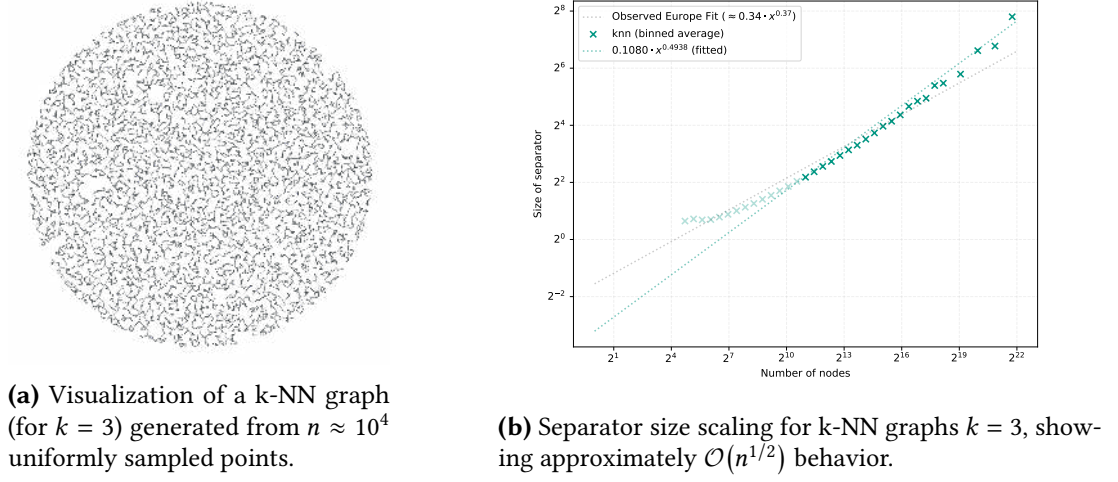 Observed Europe Fit (≈0.34•x^0.37)
knn (binned average)
0.1080•x^0.4938 (fitted)
2^8
2^6
2^4
2^2
2^0
2^−2
Size of separator
2^1
2^4
2^7
2^10
2^13
2^16
2^19
2^22
Number of nodes
(a) Visualization of a k-NN graph
(for k = 3) generated from n ≈ 10^4
uniformly sampled points.
(b) Separator size scaling for k-NN graphs k = 3, show-
ing approximately O(n^1/2) behavior.